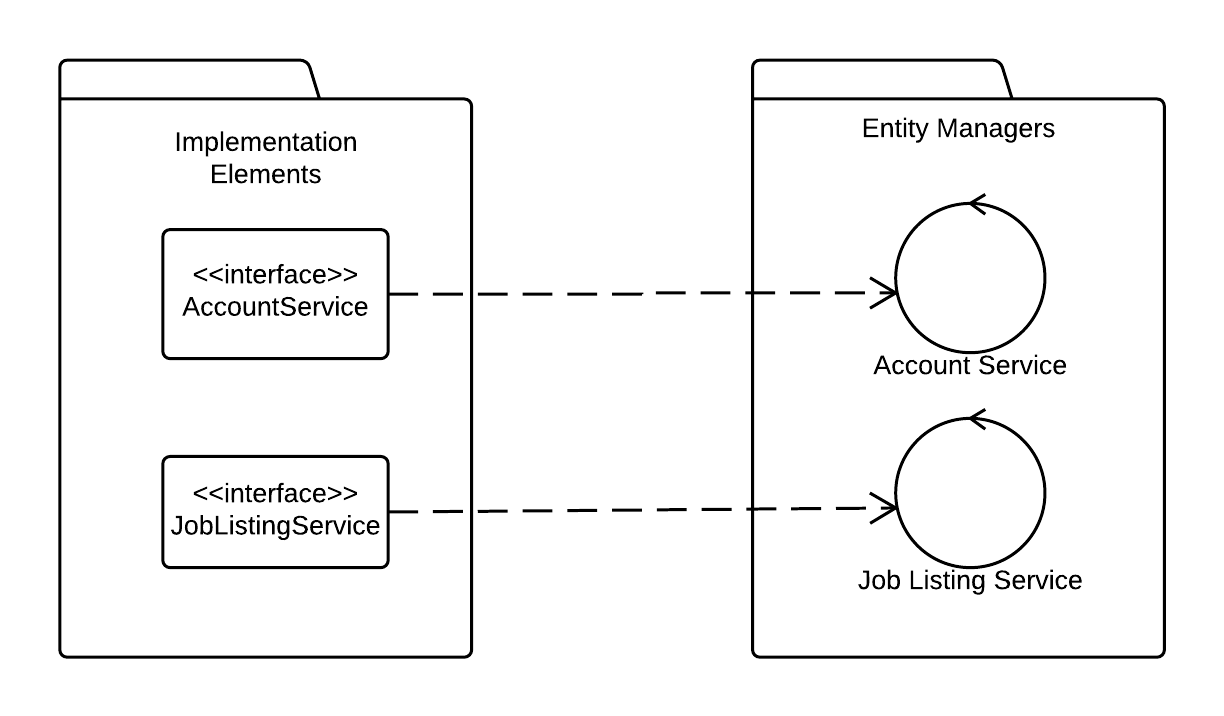 Implementation
Elements
<<interface>>
AccountService
<<interface>>
JobListingService
Entity Managers
Account Service
Job Listing Service